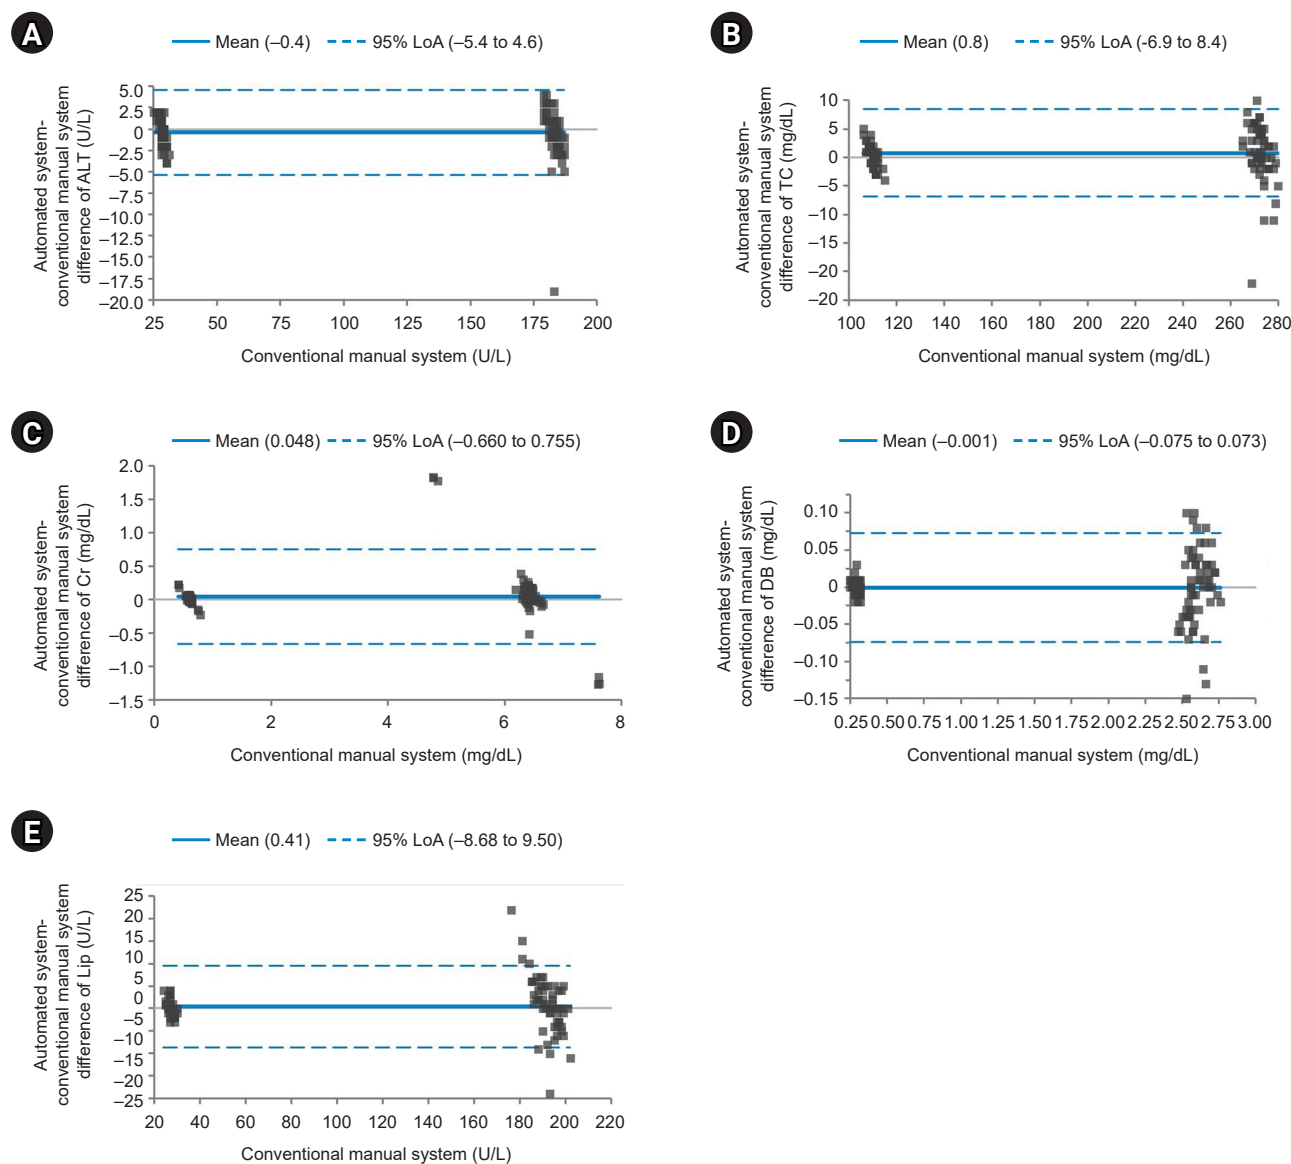 A
Mean (–0.4) 95% LoA (–5.4 to 4.6)
Automated system-
conventional manual system
difference of ALT (U/L)
5.0
2.5
0
–2.5
–5.0
–7.5
–10.0
–12.5
–15.0
–17.5
–20.0
25 50 75 100 125 150 175 200
Conventional manual system (U/L)
B
Mean (0.8) 95% LoA (-6.9 to 8.4)
Automated system-
conventional manual system
difference of TC (mg/dL)
10
5
0
–5
–10
–15
–20
–20
100 120 140 160 180 200 220 240 260 280
Conventional manual system (mg/dL)
C
Mean (0.048) 95% LoA (–0.660 to 0.755)
Automated system-
conventional manual system
difference of Cr (mg/dL)
2.0
1.5
1.0
0.5
0
–0.5
–1.0
–1.5
0 2 4 6 8
Conventional manual system (mg/dL)
D
Mean (–0.001) 95% LoA (–0.075 to 0.073)
Automated system-
conventional manual system
difference of DB (mg/dL)
0.10
0.05
0
–0.05
–0.10
–0.15
0.25 0.50 0.75 1.00 1.25 1.50 1.75 2.00 2.25 2.50 2.75 3.00
Conventional manual system (mg/dL)
E
Mean (0.41) 95% LoA (–8.68 to 9.50)
Automated system-
conventional manual system
difference of Lip (U/L)
25
20
15
10
5
0
–5
–10
–15
–20
–25
20 40 60 80 100 120 140 160 180 200 220
Conventional manual system (U/L)